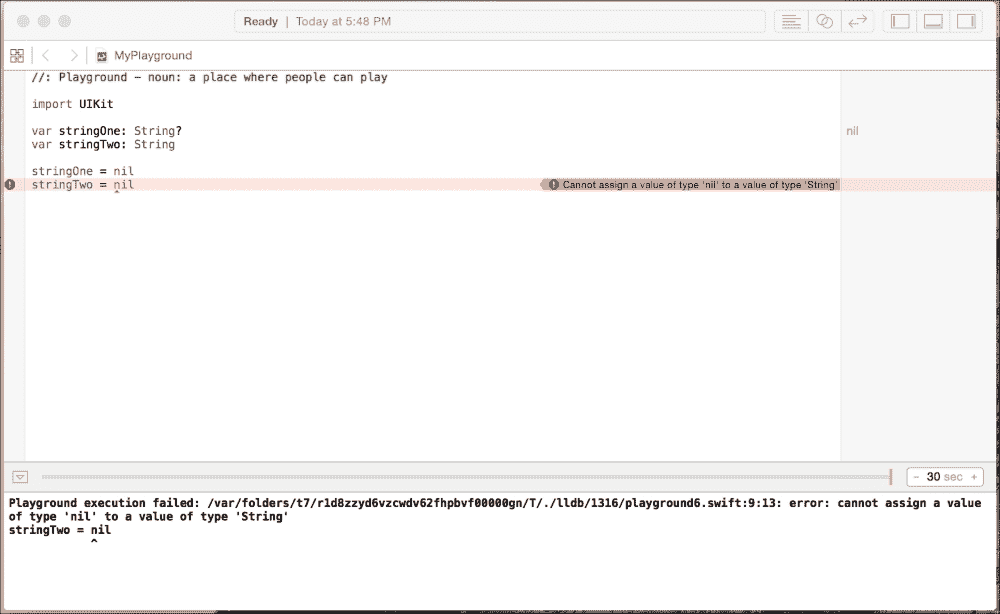 Ready | Today at 5:48 PM
MyPlayground
//: Playground - noun: a place where people can play
import UIKit
var stringOne: String?
nil
var stringTwo: String
stringOne = nil
stringTwo = nil
Cannot assign a value of type 'nil' to a value of type 'String'
^
- 30 sec +
Playground execution failed: /var/folders/t7/r1d8zzyd6vzcwdv62fhpbvf00000gn/T/./lldb/1316/playground6.swift:9:13: error: cannot assign a value
of type 'nil' to a value of type 'String'
stringTwo = nil
^